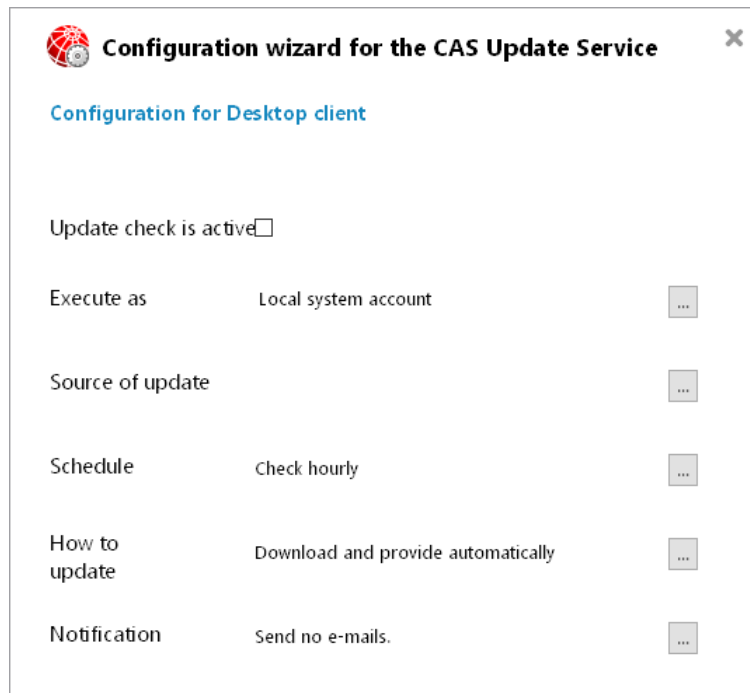 Configuration wizard for the CAS Update Service
Configuration for Desktop client
Update check is active
Execute as Local system account ...
Source of update ...
Schedule Check hourly ...
How to
update Download and provide automatically ...
Notification Send no e-mails. ...